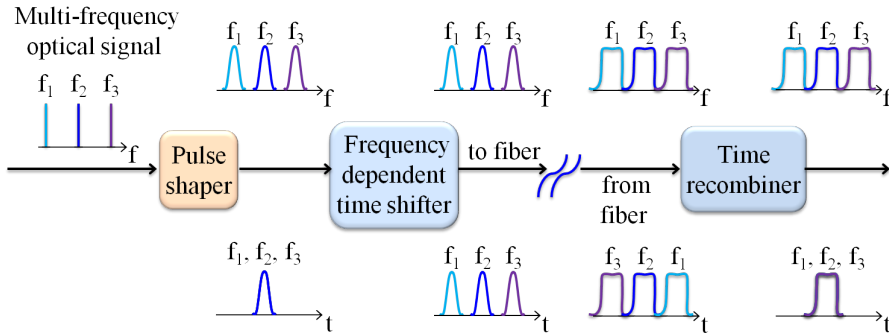 Multi-frequency
optical signal
f₁ f₂ f₃
f
f₁ f₂ f₃
f
f₁ f₂ f₃
f
f₁ f₂ f₃
f
f₁ f₂ f₃
f
Pulse
shaper
Frequency
dependent
time shifter
to fiber
from
fiber
Time
recombiner
f₁, f₂, f₃
t
f₁ f₂ f₃
t
f₃ f₂ f₁
t
f₁, f₂, f₃
t